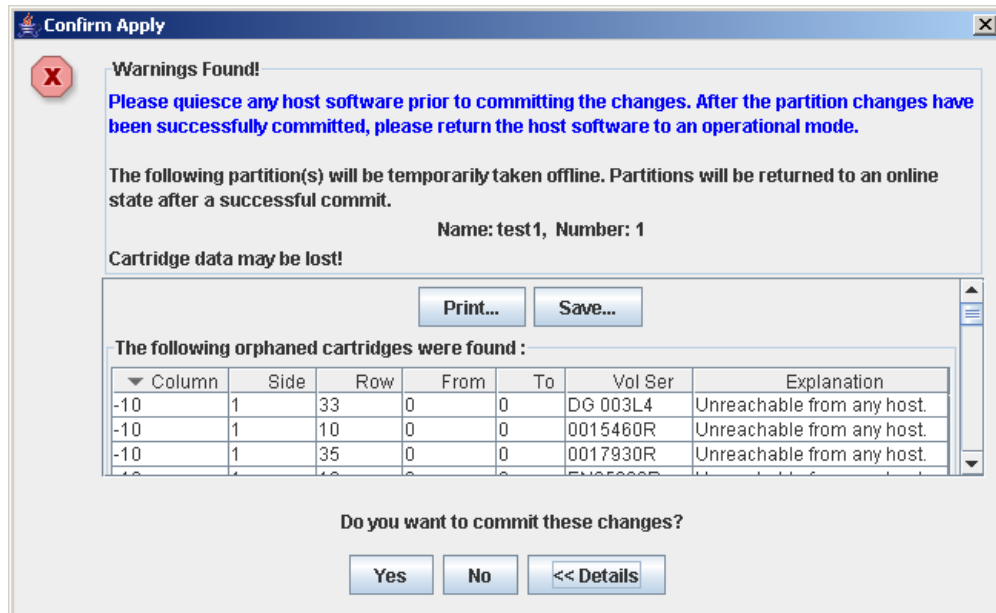 Confirm Apply
Warnings Found!
Please quiesce any host software prior to committing the changes. After the partition changes have
been successfully committed, please return the host software to an operational mode.
The following partition(s) will be temporarily taken offline. Partitions will be returned to an online
state after a successful commit.
Name: test1, Number: 1
Cartridge data may be lost!
Print... Save...
The following orphaned cartridges were found :
Column Side Row From To Vol Ser Explanation
-10 1 33 0 0 DG 003L4 Unreachable from any host.
-10 1 10 0 0 0015460R Unreachable from any host.
-10 1 35 0 0 0017930R Unreachable from any host.
Do you want to commit these changes?
Yes No << Details